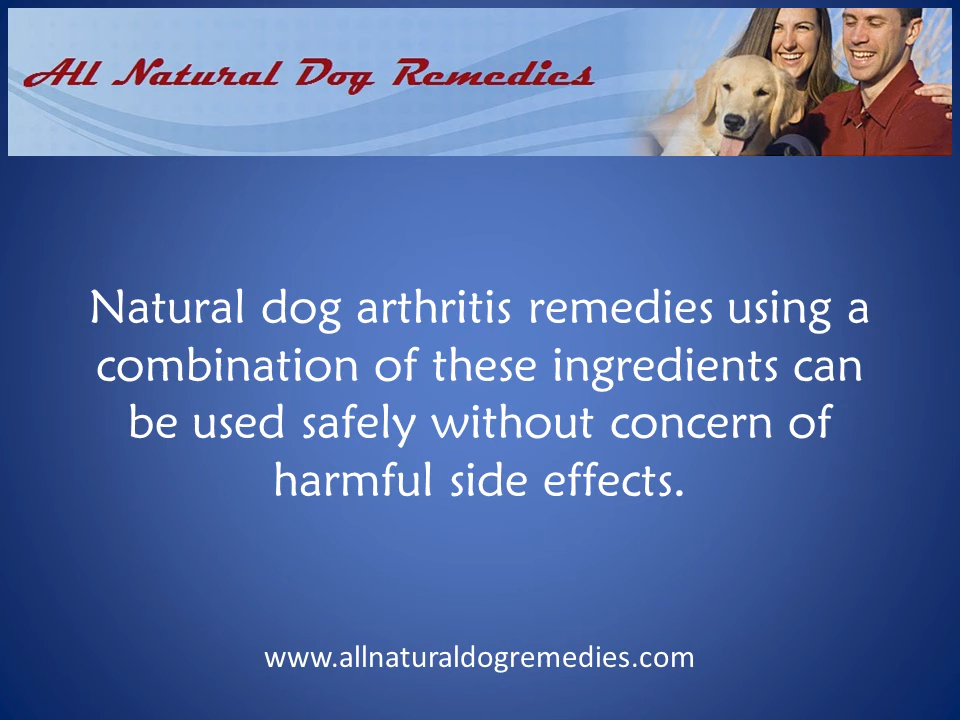 All Natural Dog Remedies
Natural dog arthritis remedies using a
combination of these ingredients can
be used safely without concern of
harmful side effects.
www.allnaturaldogremedies.com